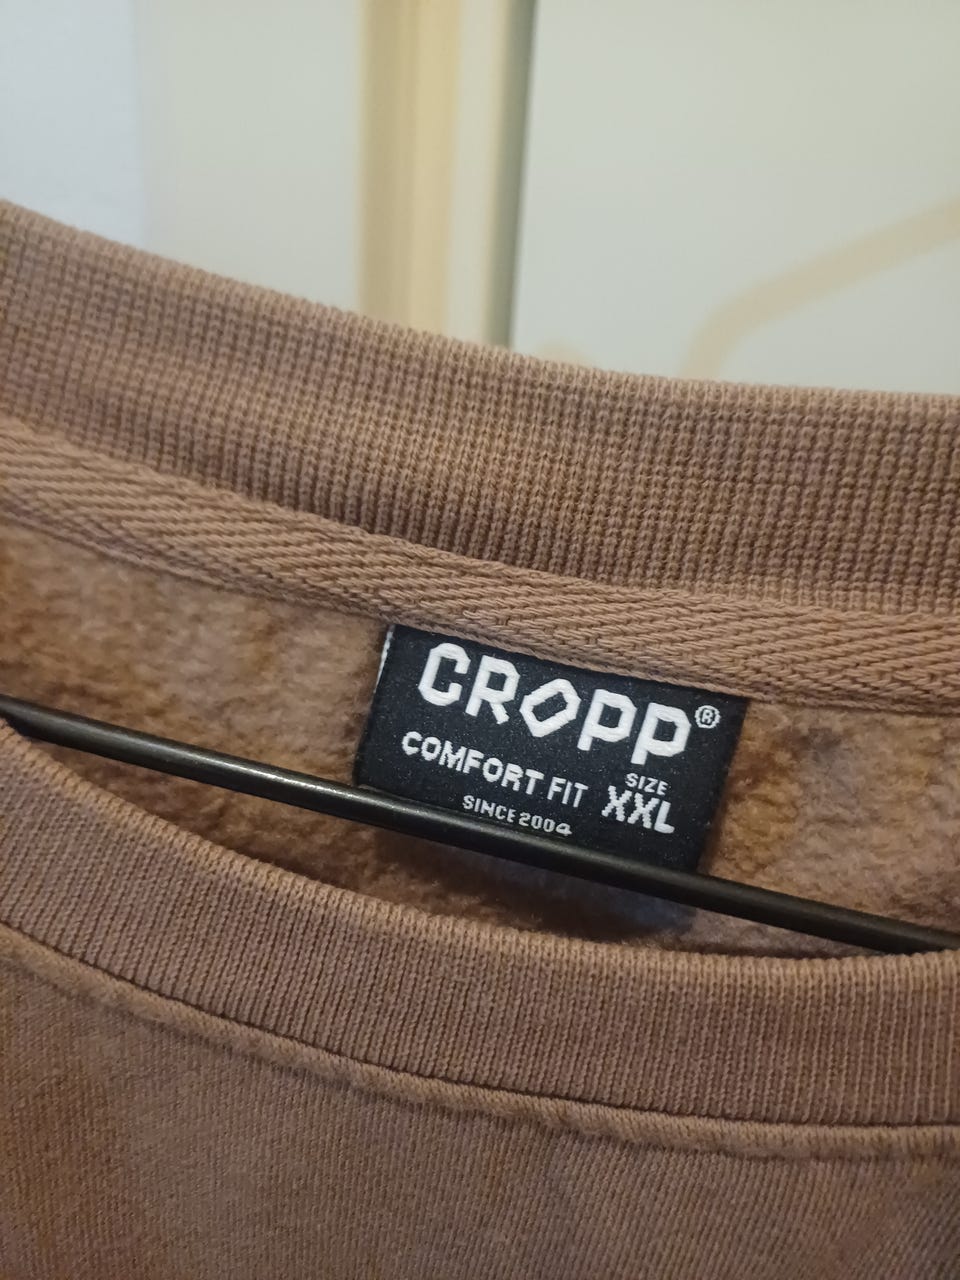 CROPP®
COMFORT FIT
SIZE
XXL
SINCE 2004